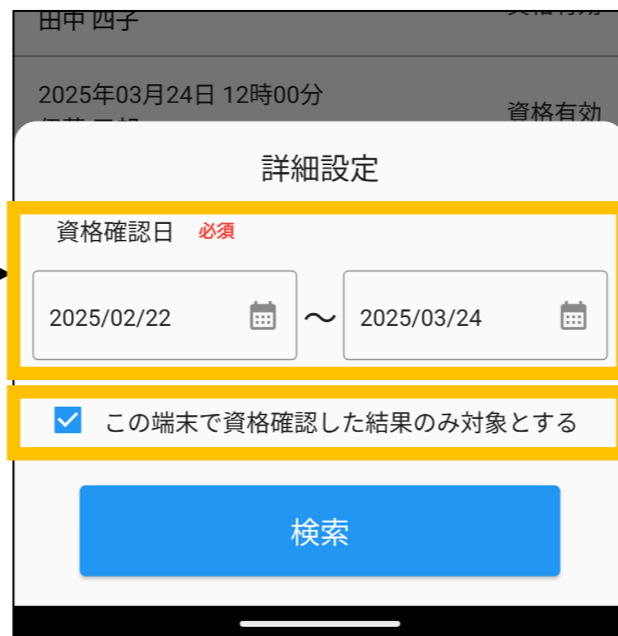 田中 四子
2025年03月24日 12時00分
資格有効
詳細設定
資格確認日 必須
2025/02/22 ～ 2025/03/24
この端末で資格確認した結果のみ対象とする
検索